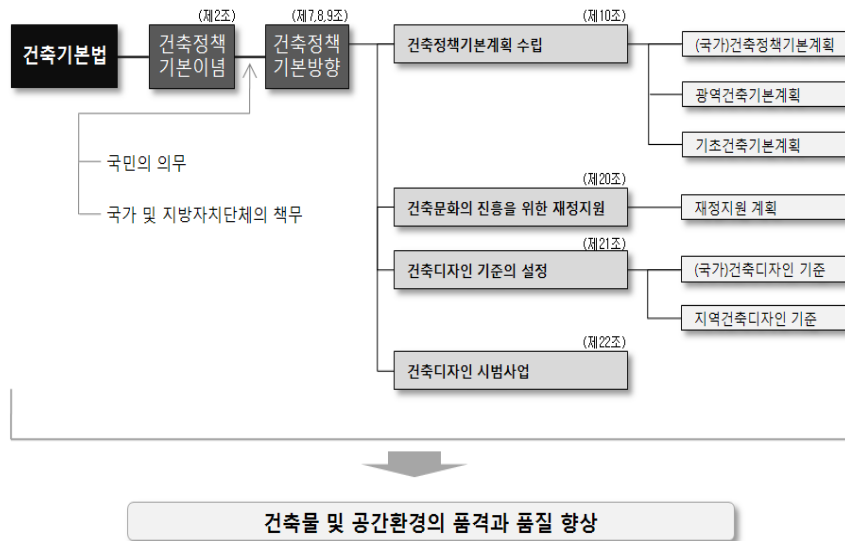 (제2조)
(제7,8,9조)
(제10조)
건축기본법
건축정책
기본이념
건축정책
기본방향
건축정책기본계획 수립
(국가)건축정책기본계획
광역건축기본계획
기초건축기본계획
국민의 의무
국가 및 지방자치단체의 책무
(제20조)
건축문화의 진흥을 위한 재정지원
재정지원 계획
(제21조)
건축디자인 기준의 설정
(국가)건축디자인 기준
지역건축디자인 기준
(제22조)
건축디자인 시범사업
건축물 및 공간환경의 품격과 품질 향상